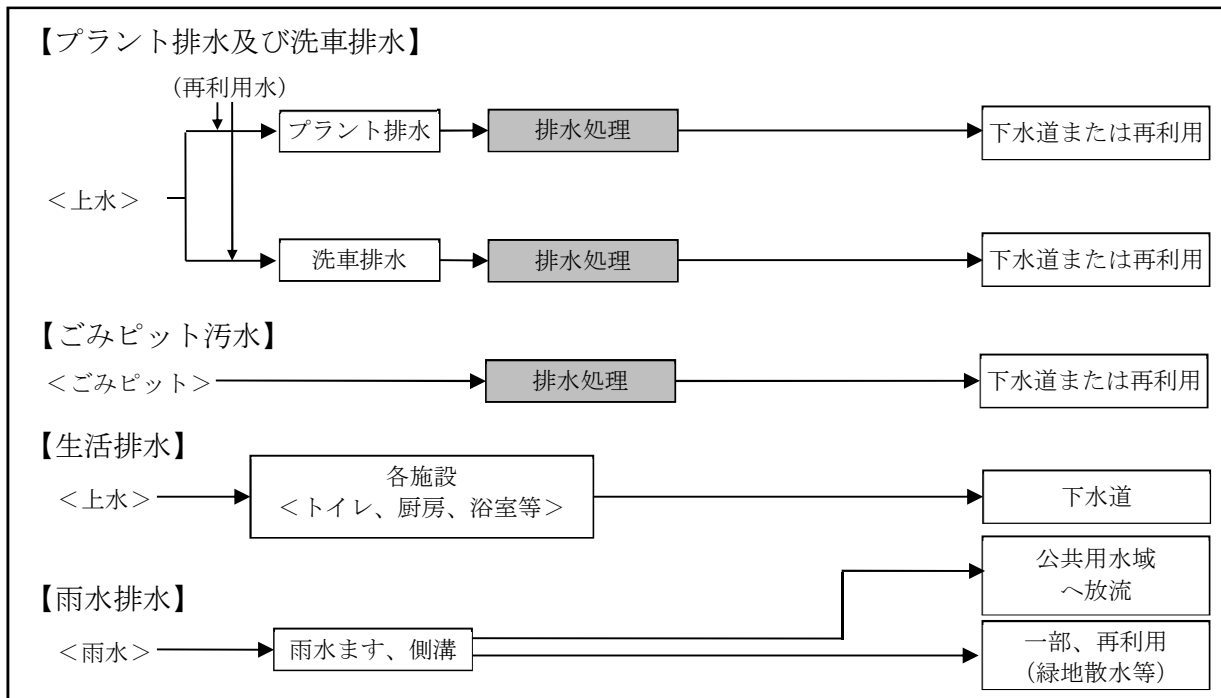 【プラント排水及び洗車排水】
(再利用水)
プラント排水
排水処理
下水道または再利用
＜上水＞
洗車排水
排水処理
下水道または再利用
【ごみピット汚水】
＜ごみピット＞
排水処理
下水道または再利用
【生活排水】
＜上水＞
各施設
＜トイレ、厨房、浴室等＞
下水道
公共用水域
へ放流
【雨水排水】
＜雨水＞
雨水ます、側溝
一部、再利用
(緑地散水等)